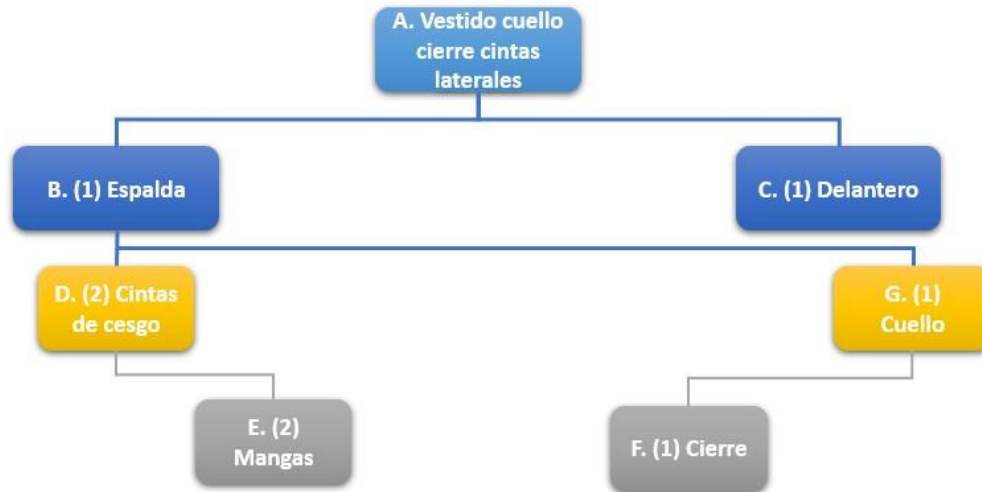 A. Vestido cuello
cierre cintas
laterales
B. (1) Espalda
C. (1) Delantero
D. (2) Cintas
de cesgo
G. (1)
Cuello
E. (2)
Mangas
F. (1) Cierre